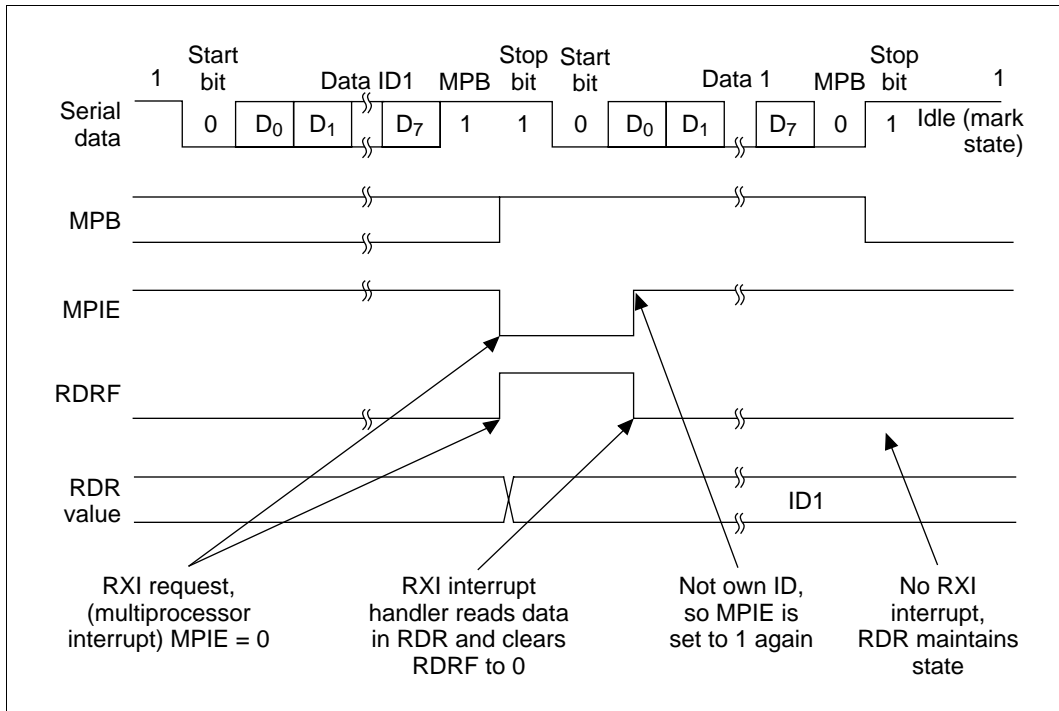 1 Start bit Data ID1 MPB Stop bit Start bit Data 1 MPB Stop bit 1
Serial data 0 D0 D1 D7 1 1 0 D0 D1 D7 0 1 Idle (mark state)
MPB
MPIE
RDRF
RDR value ID1
RXI request,
(multiprocessor
interrupt) MPIE = 0
RXI interrupt
handler reads data
in RDR and clears
RDRF to 0
Not own ID,
so MPIE is
set to 1 again
No RXI
interrupt,
RDR maintains
state